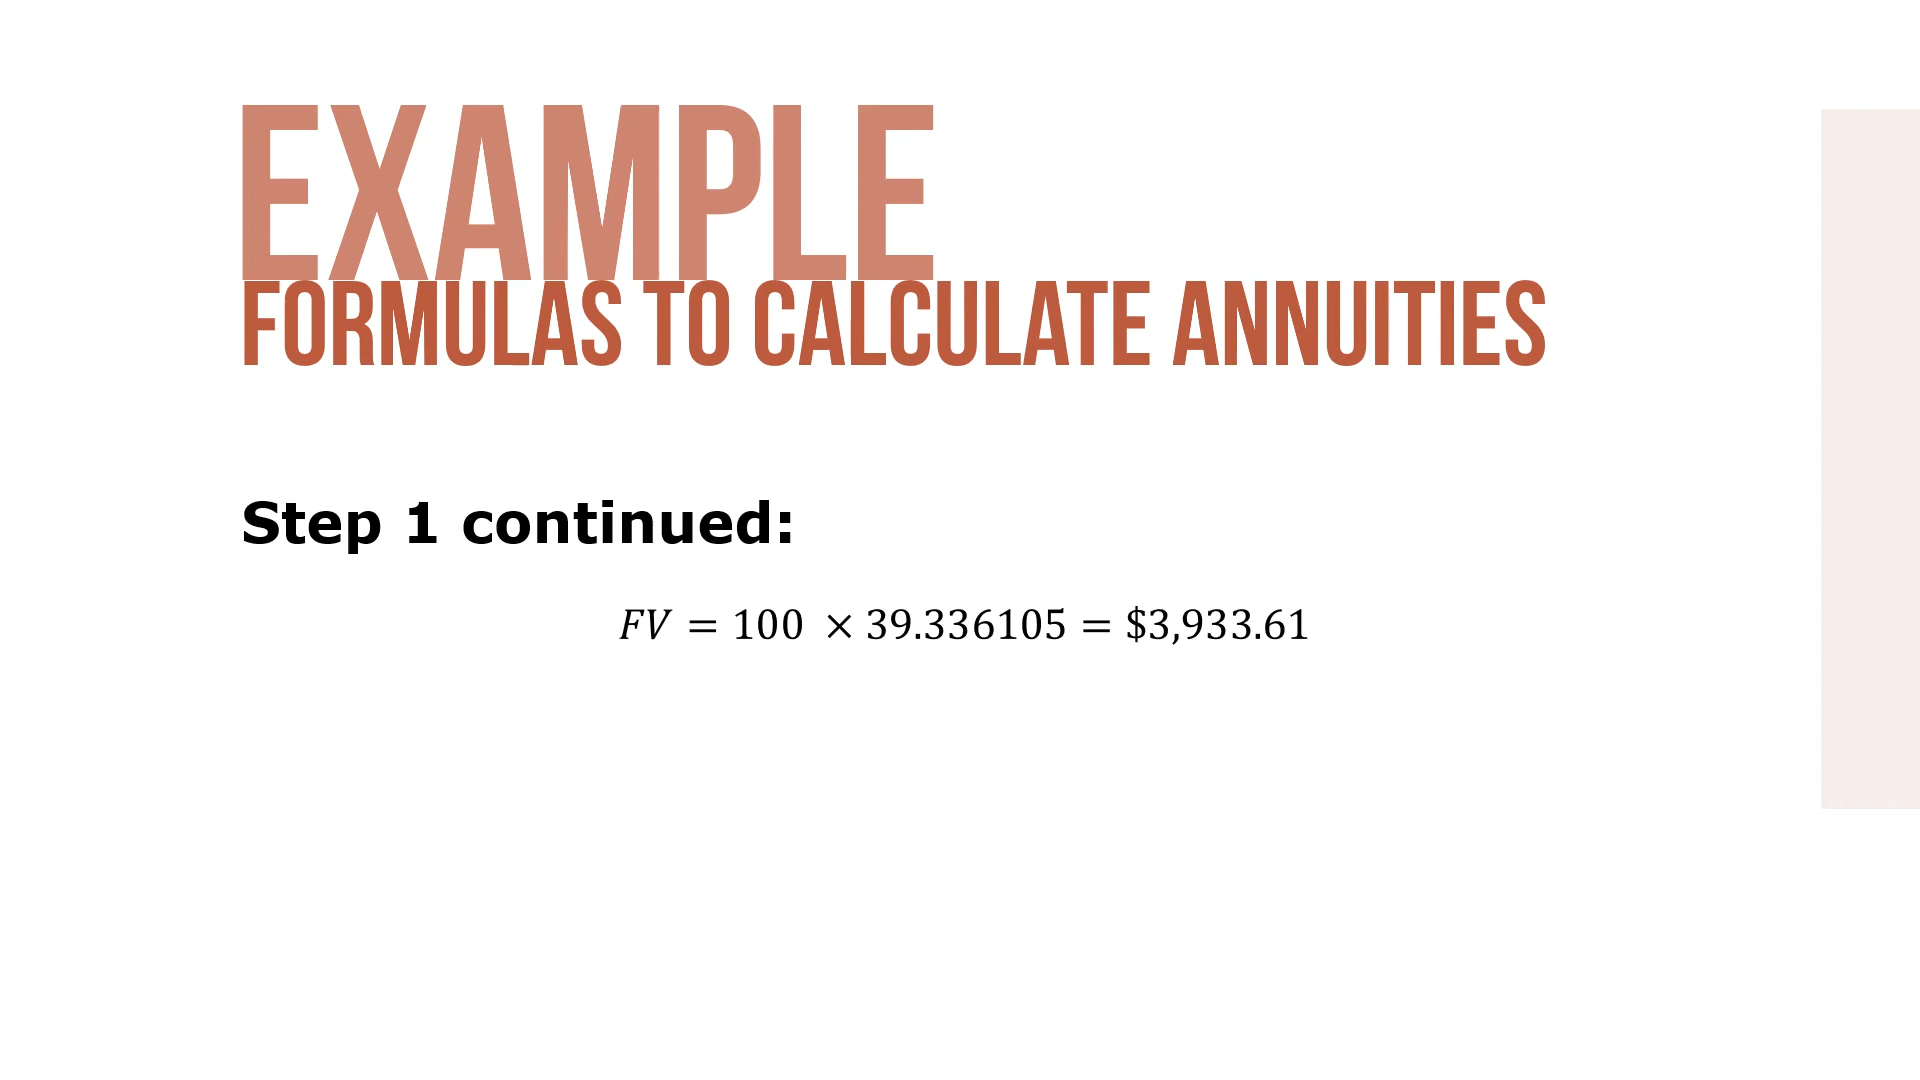 EXAMPLE
FORMULAS TO CALCULATE ANNUITIES
Step 1 continued:
FV = 100 × 39.336105 = $3,933.61